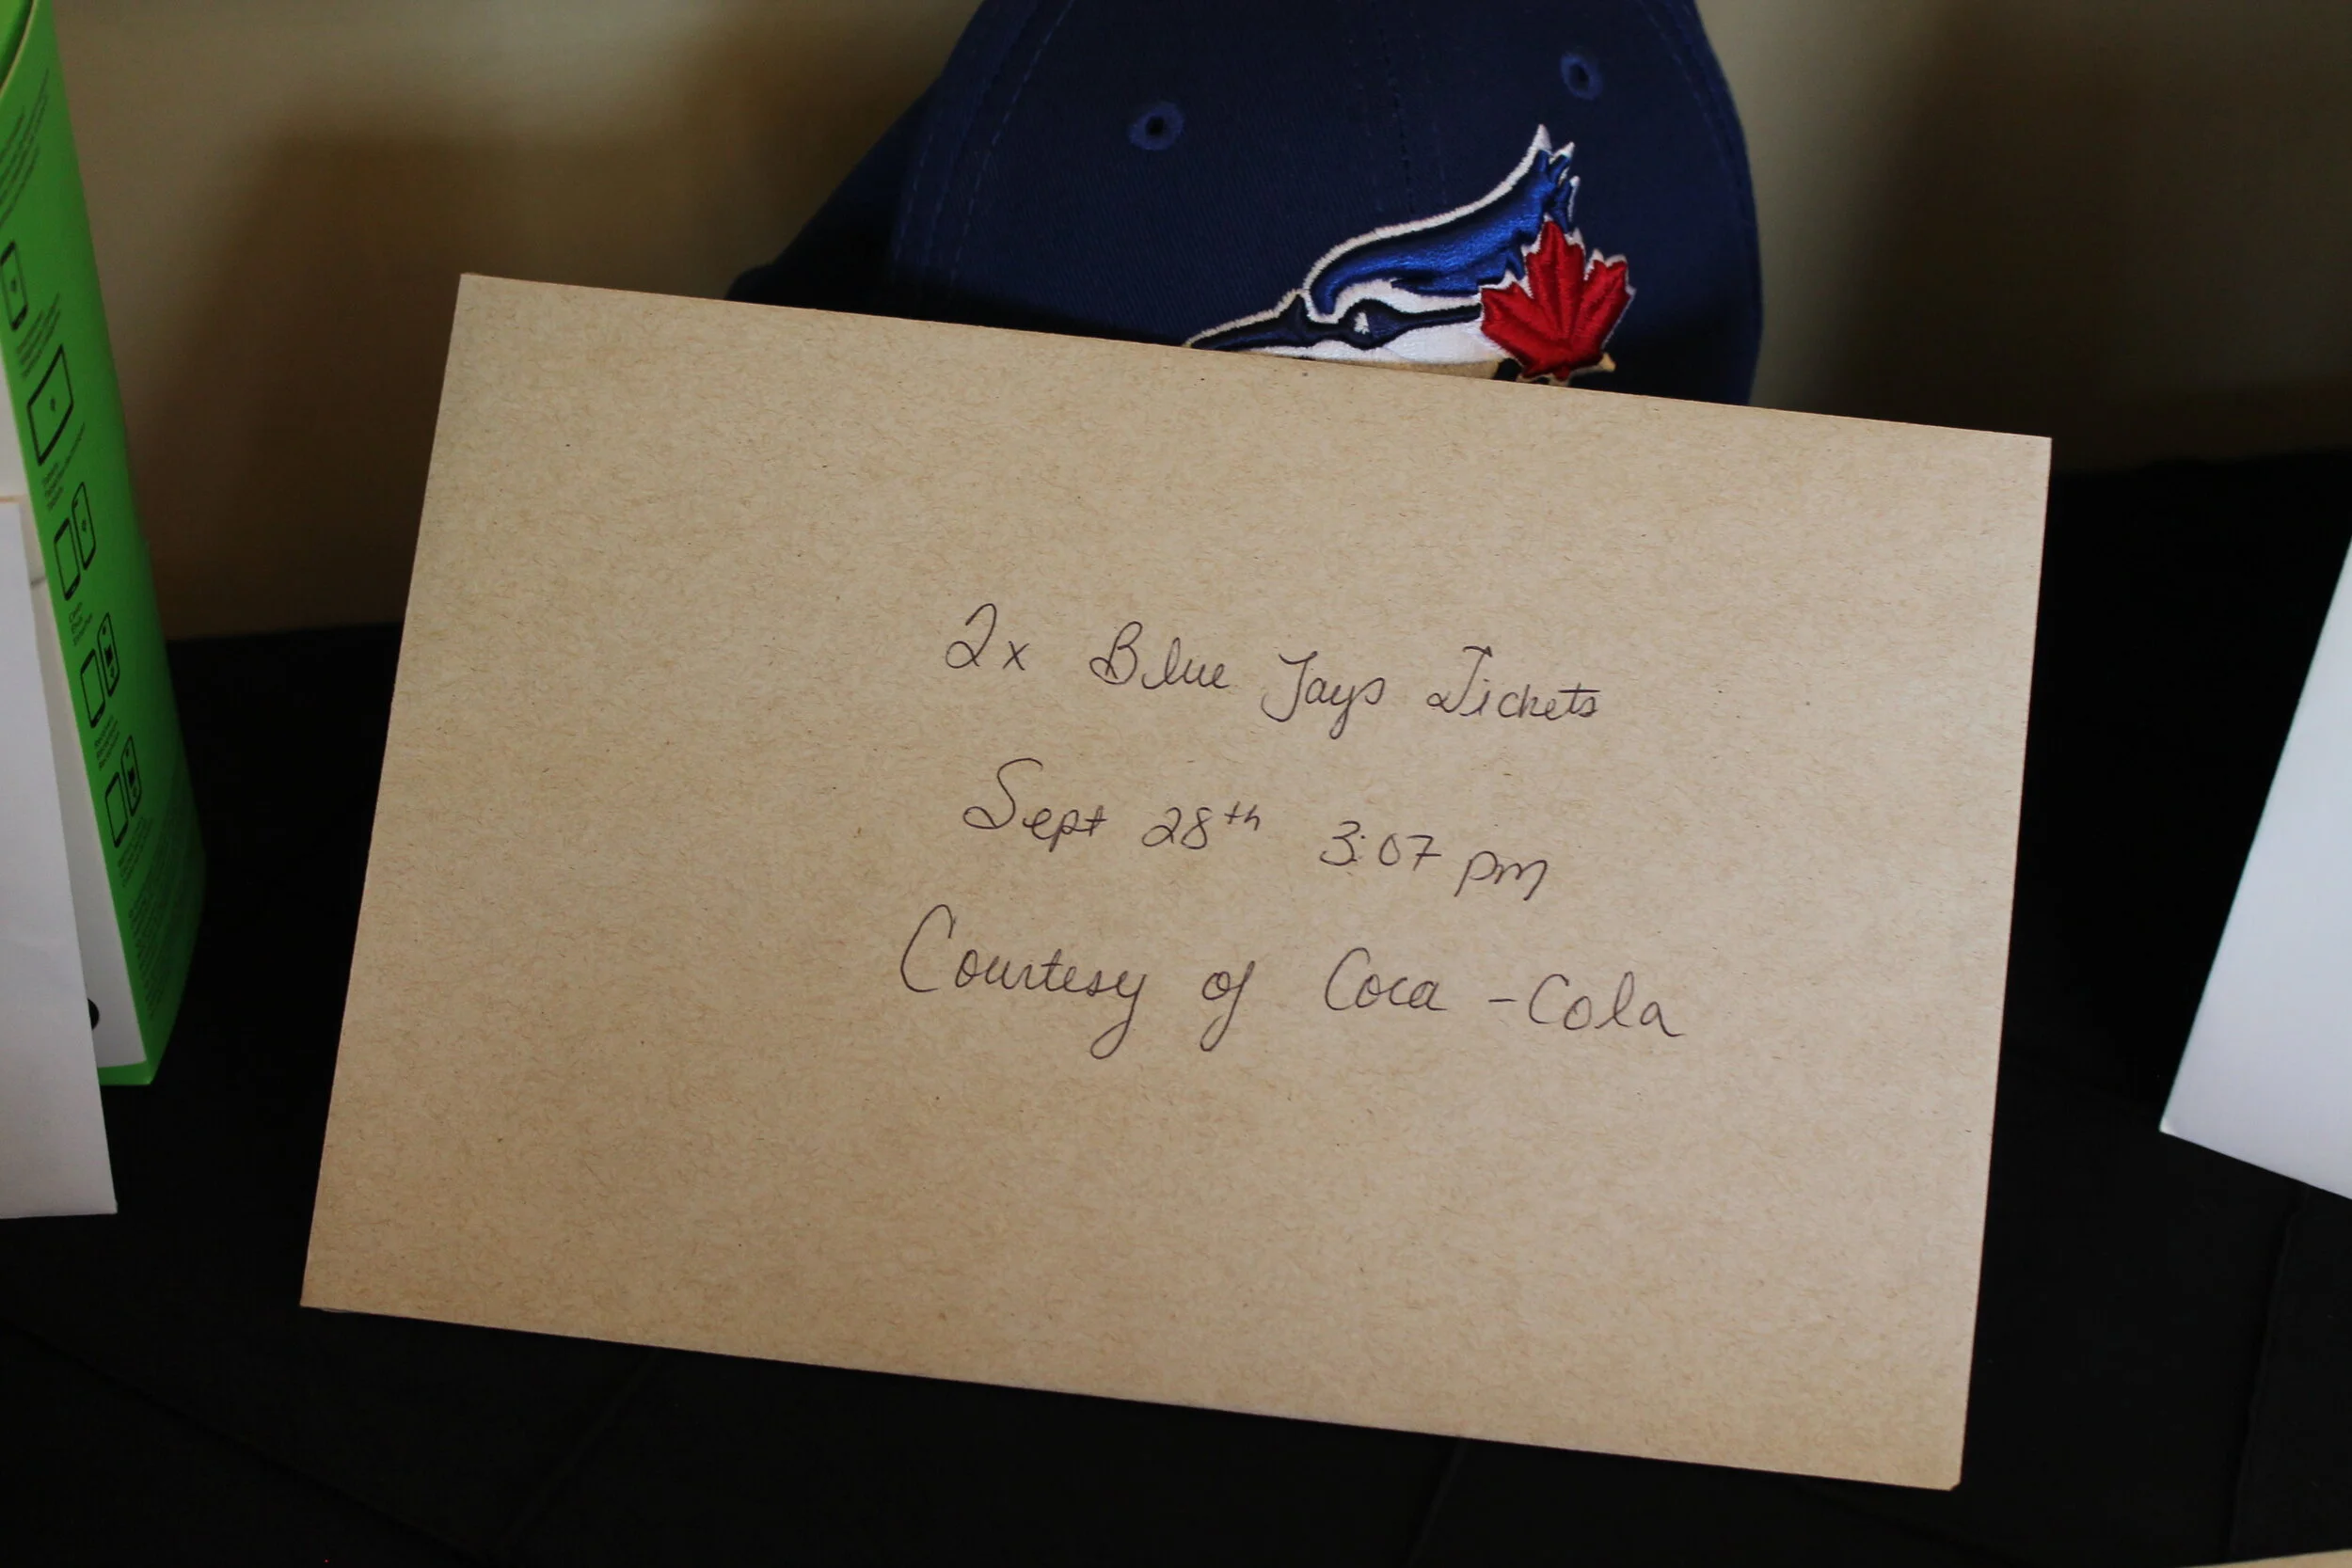 2x Blue Jays Tickets
Sept 28th 3:07 pm
Courtesy of Coca-Cola